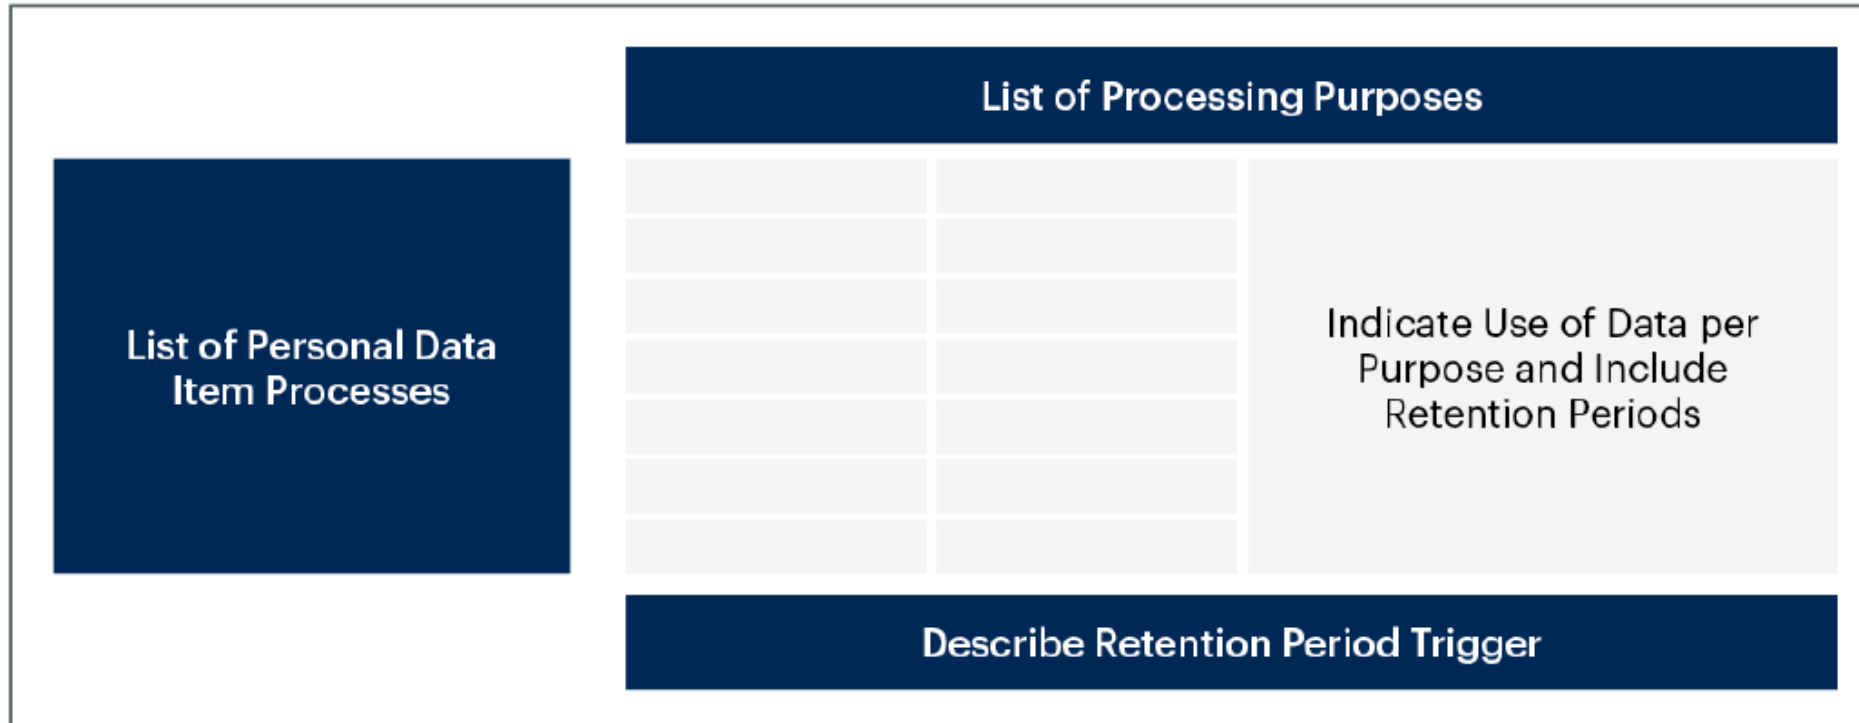 List of Processing Purposes
List of Personal Data
Item Processes
Indicate Use of Data per
Purpose and Include
Retention Periods
Describe Retention Period Trigger